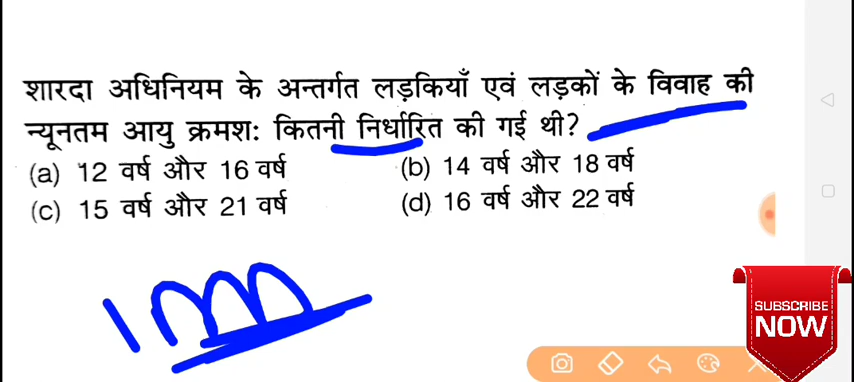 शारदा अधिनियम के अन्तर्गत लड़कियाँ एवं लड़कों के विवाह की
न्यूनतम आयु क्रमश: कितनी निर्धारित की गई थी?
(a) 12 वर्ष और 16 वर्ष (b) 14 वर्ष और 18 वर्ष
(c) 15 वर्ष और 21 वर्ष (d) 16 वर्ष और 22 वर्ष
SUBSCRIBE
NOW